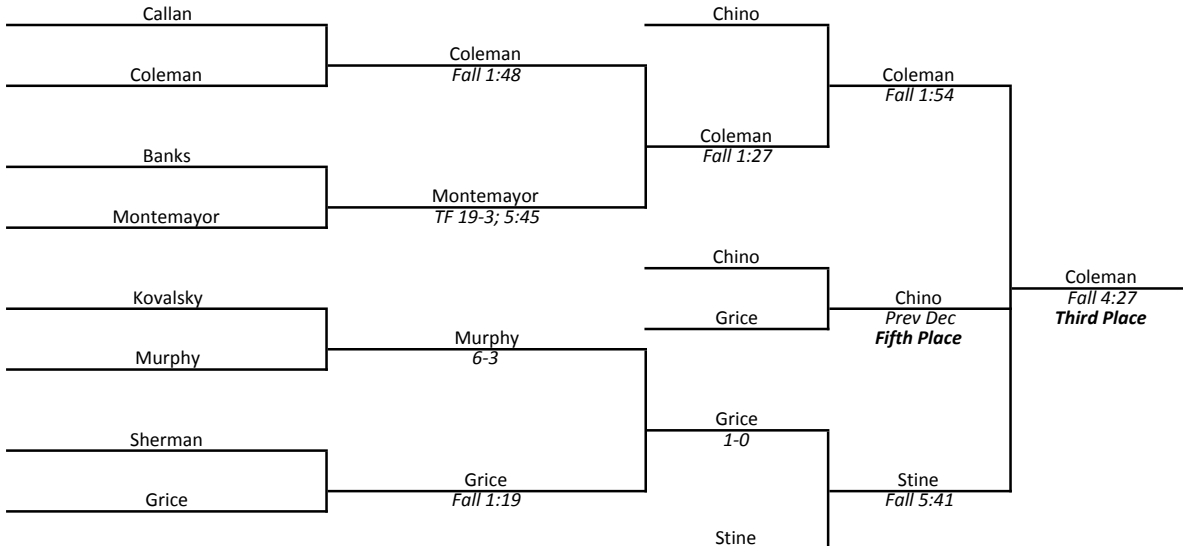 Callan
Chino
Coleman
Fall 1:48
Coleman
Coleman
Fall 1:54
Coleman
Fall 1:27
Banks
Montemayor
TF 19-3; 5:45
Montemayor
Chino
Coleman
Fall 4:27
Third Place
Kovalsky
Chino
Prev Dec
Fifth Place
Grice
Murphy
6-3
Murphy
Grice
1-0
Sherman
Grice
Fall 1:19
Stine
Fall 5:41
Grice
Stine